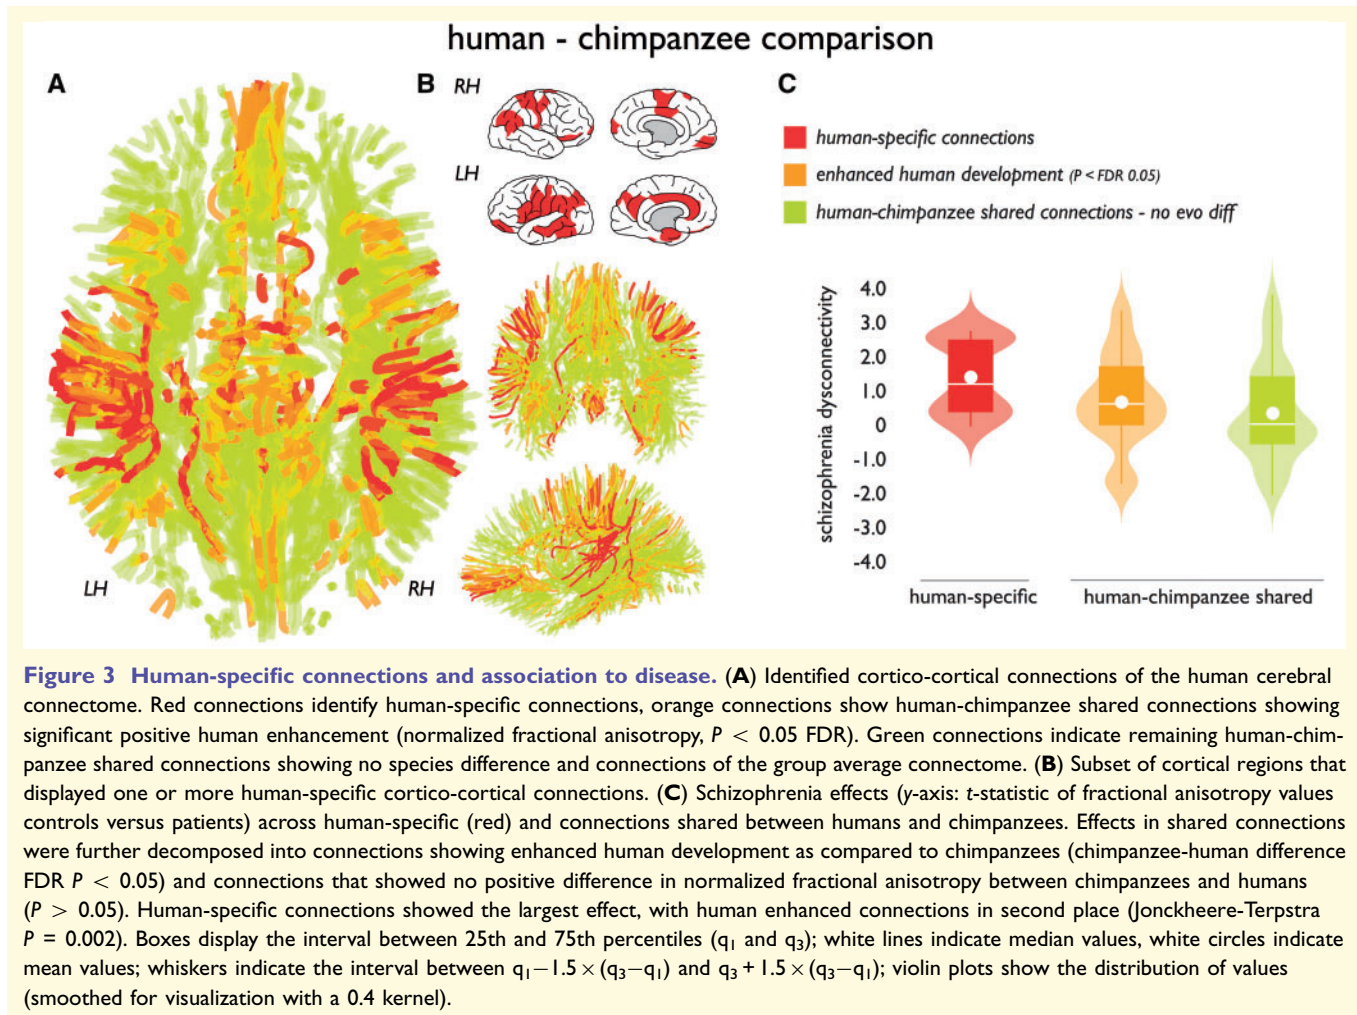 human - chimpanzee comparison
A
B
RH
LH
LH
RH
C
human-specific connections
enhanced human development (P < FDR 0.05)
human-chimpanzee shared connections - no evo diff
schizophrenia dysconnectivity
4.0
3.0
2.0
1.0
0
-1.0
-2.0
-3.0
-4.0
human-specific
human-chimpanzee shared
Figure 3 Human-specific connections and association to disease. (A) Identified cortico-cortical connections of the human cerebral
connectome. Red connections identify human-specific connections, orange connections show human-chimpanzee shared connections showing
significant positive human enhancement (normalized fractional anisotropy, P < 0.05 FDR). Green connections indicate remaining human-chim-
panzee shared connections showing no species difference and connections of the group average connectome. (B) Subset of cortical regions that
displayed one or more human-specific cortico-cortical connections. (C) Schizophrenia effects (y-axis: t-statistic of fractional anisotropy values
controls versus patients) across human-specific (red) and connections shared between humans and chimpanzees. Effects in shared connections
were further decomposed into connections showing enhanced human development as compared to chimpanzees (chimpanzee-human difference
FDR P < 0.05) and connections that showed no positive difference in normalized fractional anisotropy between chimpanzees and humans
(P > 0.05). Human-specific connections showed the largest effect, with human enhanced connections in second place (Jonckheere-Terpstra
P = 0.002). Boxes display the interval between 25th and 75th percentiles (q₁ and q₃); white lines indicate median values, white circles indicate
mean values; whiskers indicate the interval between q₁−1.5 × (q₃−q₁) and q₃ + 1.5 × (q₃−q₁); violin plots show the distribution of values
(smoothed for visualization with a 0.4 kernel).